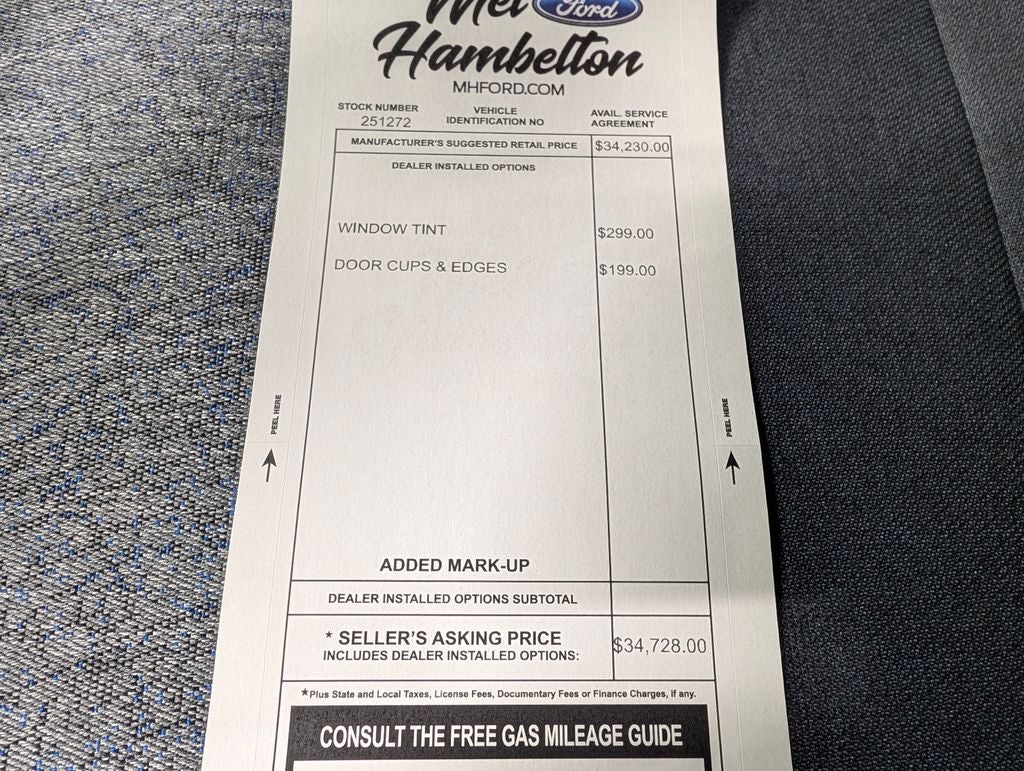 Mel Ford
Hambelton
MHFORD.COM
STOCK NUMBER
251272
VEHICLE
IDENTIFICATION NO
AVAIL. SERVICE
AGREEMENT
MANUFACTURER'S SUGGESTED RETAIL PRICE $34,230.00
DEALER INSTALLED OPTIONS
WINDOW TINT $299.00
DOOR CUPS & EDGES $199.00
PEEL HERE
PEEL HERE
ADDED MARK-UP
DEALER INSTALLED OPTIONS SUBTOTAL
* SELLER'S ASKING PRICE $34,728.00
INCLUDES DEALER INSTALLED OPTIONS:
*Plus State and Local Taxes, License Fees, Documentary Fees or Finance Charges, if any.
CONSULT THE FREE GAS MILEAGE GUIDE